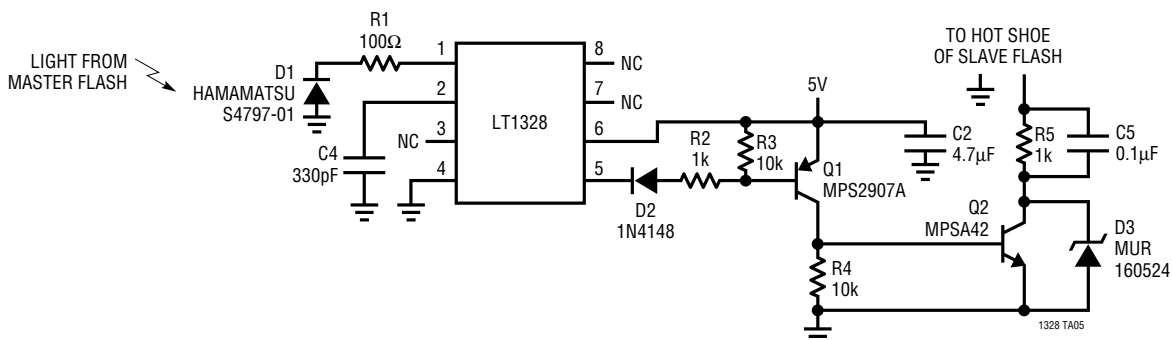 LIGHT FROM
MASTER FLASH
D1
HAMAMATSU
S4797-01
R1
100Ω
C4
330pF
1
2
NC
3
4
LT1328
8
NC
7
NC
6
5
D2
1N4148
R2
1k
R3
10k
5V
Q1
MPS2907A
R4
10k
C2
4.7µF
TO HOT SHOE
OF SLAVE FLASH
R5
1k
C5
0.1µF
Q2
MPSA42
D3
MUR
160524
1328 TA05